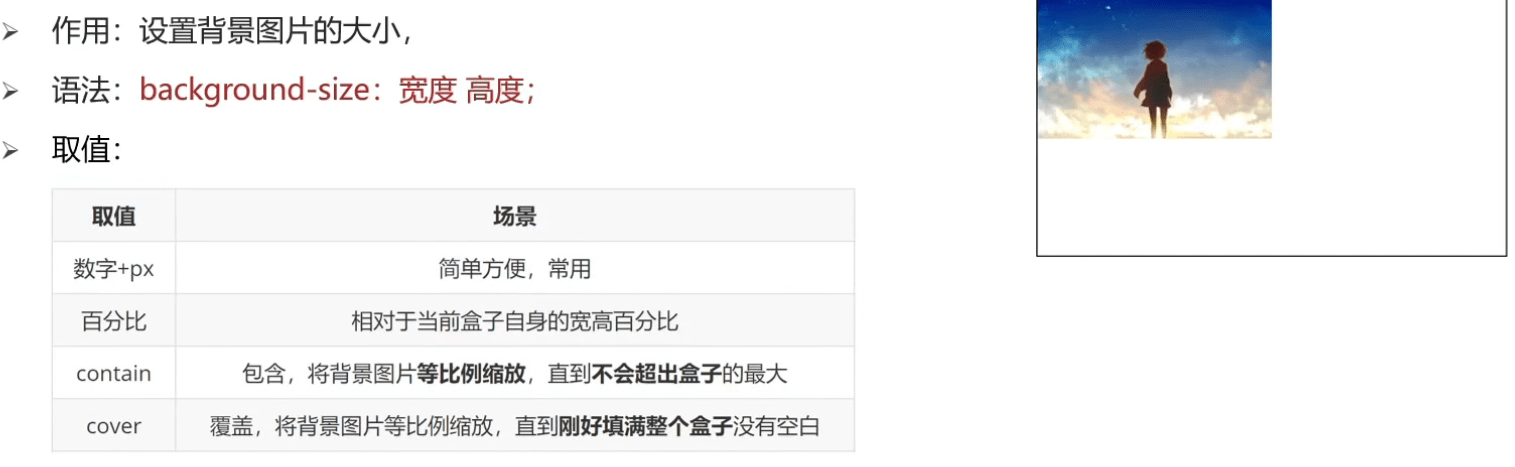 作用：设置背景图片的大小，
语法：background-size：宽度 高度；
取值：
取值 场景
数字+px 简单方便，常用
百分比 相对于当前盒子自身的宽高百分比
contain 包含，将背景图片等比例缩放，直到不会超出盒子的最大
cover 覆盖，将背景图片等比例缩放，直到刚好填满整个盒子没有空白